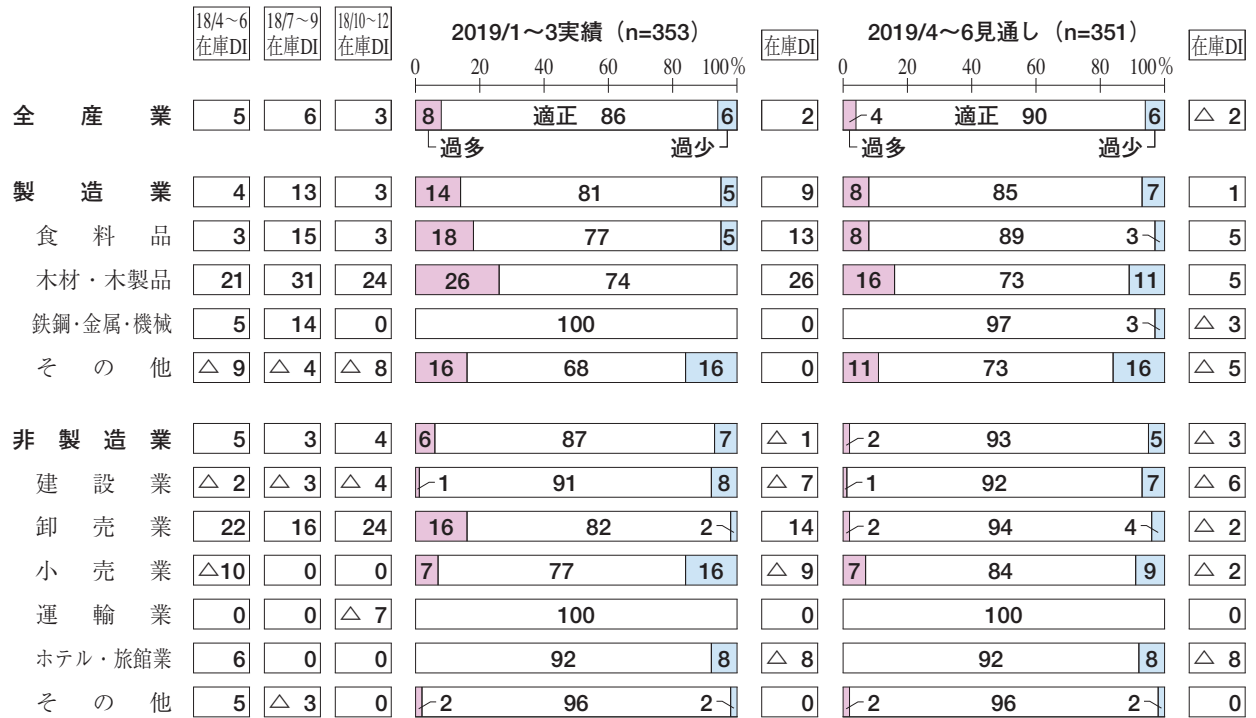 18/4～6 在庫DI 18/7～9 在庫DI 18/10～12 在庫DI 2019/1～3実績（n=353） 在庫DI 2019/4～6見通し（n=351） 在庫DI
0 20 40 60 80 100% 0 20 40 60 80 100%
全産業 5 6 3 8 適正 86 6 2 4 適正 90 6 △ 2
過多 過少 過多 過少
製造業 4 13 3 14 81 5 9 8 85 7 1
食料品 3 15 3 18 77 5 13 8 89 3 5
木材・木製品 21 31 24 26 74 26 16 73 11 5
鉄鋼・金属・機械 5 14 0 100 0 97 3 △ 3
その他 △ 9 △ 4 △ 8 16 68 16 0 11 73 16 △ 5
非製造業 5 3 4 6 87 7 △ 1 2 93 5 △ 3
建設業 △ 2 △ 3 △ 4 1 91 8 △ 7 1 92 7 △ 6
卸売業 22 16 24 16 82 2 14 2 94 4 △ 2
小売業 △10 0 0 7 77 16 △ 9 7 84 9 △ 2
運輸業 0 0 △ 7 100 0 100 0
ホテル・旅館業 6 0 0 92 8 △ 8 92 8 △ 8
その他 5 △ 3 0 2 96 2 0 2 96 2 0